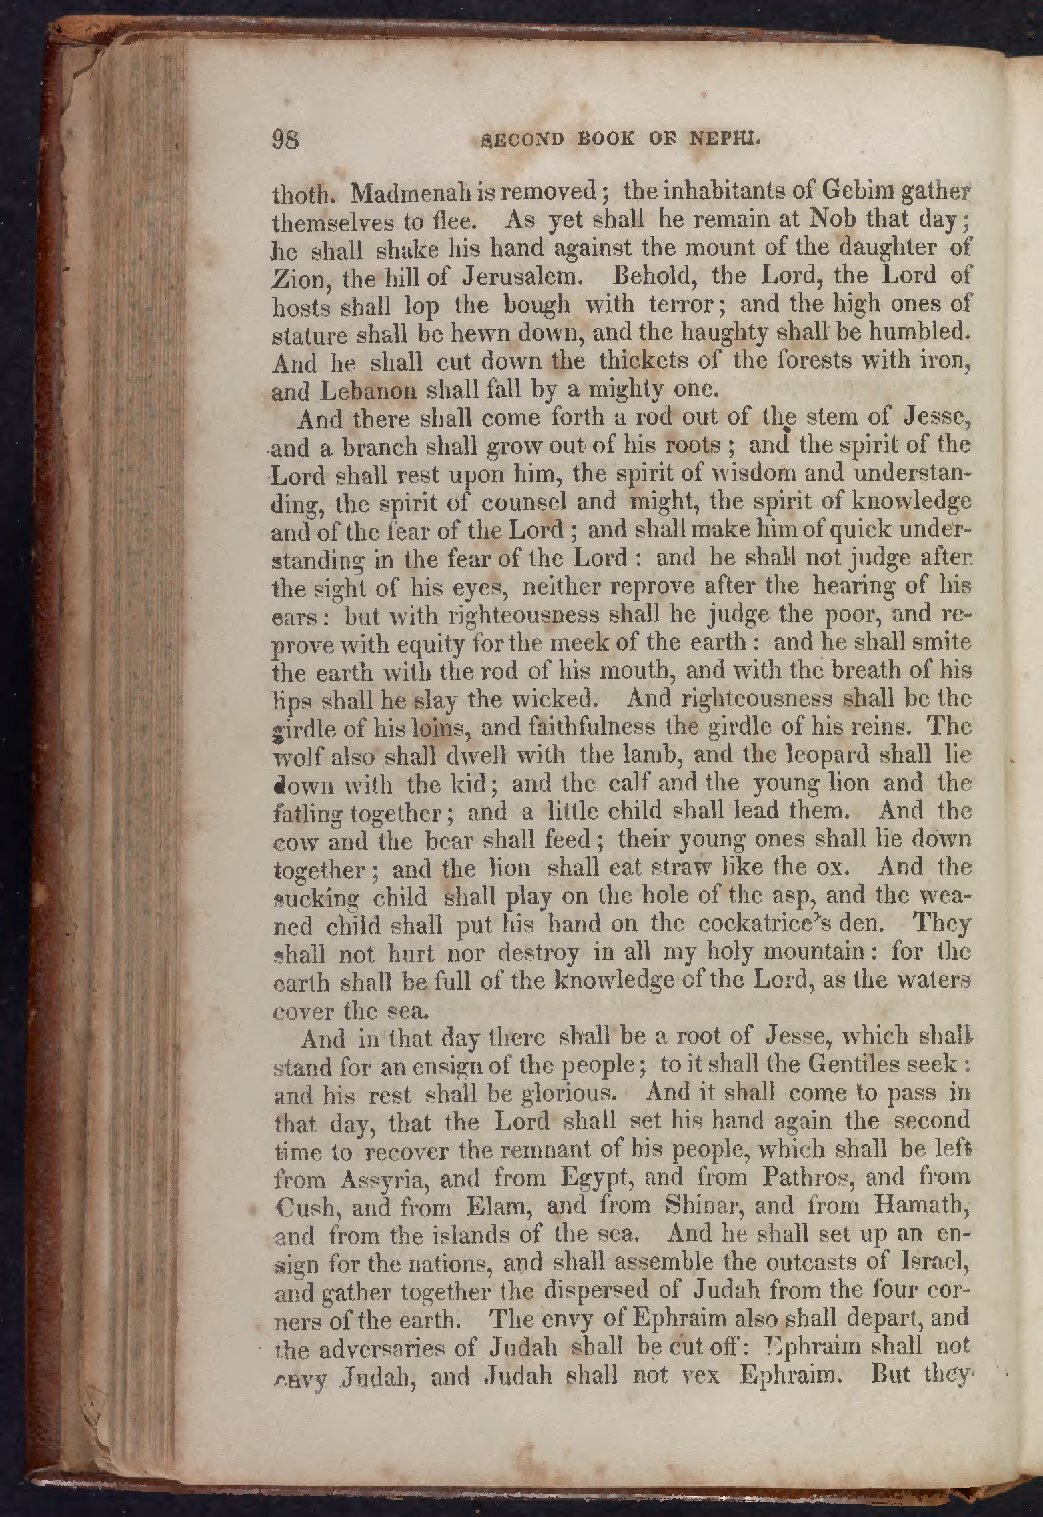 98 SECOND BOOK OF NEPHI.
thoth. Madmenah is removed; the inhabitants of Gebim gather
themselves to flee. As yet shall he remain at Nob that day;
he shall shake his hand against the mount of the daughter of
Zion, the hill of Jerusalem. Behold, the Lord, the Lord of
hosts shall lop the bough with terror; and the high ones of
stature shall be hewn down, and the haughty shall be humbled.
And he shall cut down the thickets of the forests with iron,
and Lebanon shall fall by a mighty one.
And there shall come forth a rod out of the stem of Jesse,
and a branch shall grow out of his roots; and the spirit of the
Lord shall rest upon him, the spirit of wisdom and understan-
ding, the spirit of counsel and might, the spirit of knowledge
and of the fear of the Lord; and shall make him of quick under-
standing in the fear of the Lord: and he shall not judge after
the sight of his eyes, neither reprove after the hearing of his
ears: but with righteousness shall he judge the poor, and re-
prove with equity for the meek of the earth: and he shall smite
the earth with the rod of his mouth, and with the breath of his
lips shall he slay the wicked. And righteousness shall be the
girdle of his loins, and faithfulness the girdle of his reins. The
wolf also shall dwell with the lamb, and the leopard shall lie
down with the kid; and the calf and the young lion and the
fatling together; and a little child shall lead them. And the
cow and the bear shall feed; their young ones shall lie down
together; and the lion shall eat straw like the ox. And the
sucking child shall play on the hole of the asp, and the wea-
ned child shall put his hand on the cockatrice's den. They
shall not hurt nor destroy in all my holy mountain: for the
earth shall be full of the knowledge of the Lord, as the waters
cover the sea.
And in that day there shall be a root of Jesse, which shall
stand for an ensign of the people; to it shall the Gentiles seek:
and his rest shall be glorious. And it shall come to pass in
that day, that the Lord shall set his hand again the second
time to recover the remnant of his people, which shall be left
from Assyria, and from Egypt, and from Pathros, and from
Cush, and from Elam, and from Shinar, and from Hamath,
and from the islands of the sea. And he shall set up an en-
sign for the nations, and shall assemble the outcasts of Israel,
and gather together the dispersed of Judah from the four cor-
ners of the earth. The envy of Ephraim also shall depart, and
the adversaries of Judah shall be cut off: Ephraim shall not
envy Judah, and Judah shall not vex Ephraim. But they